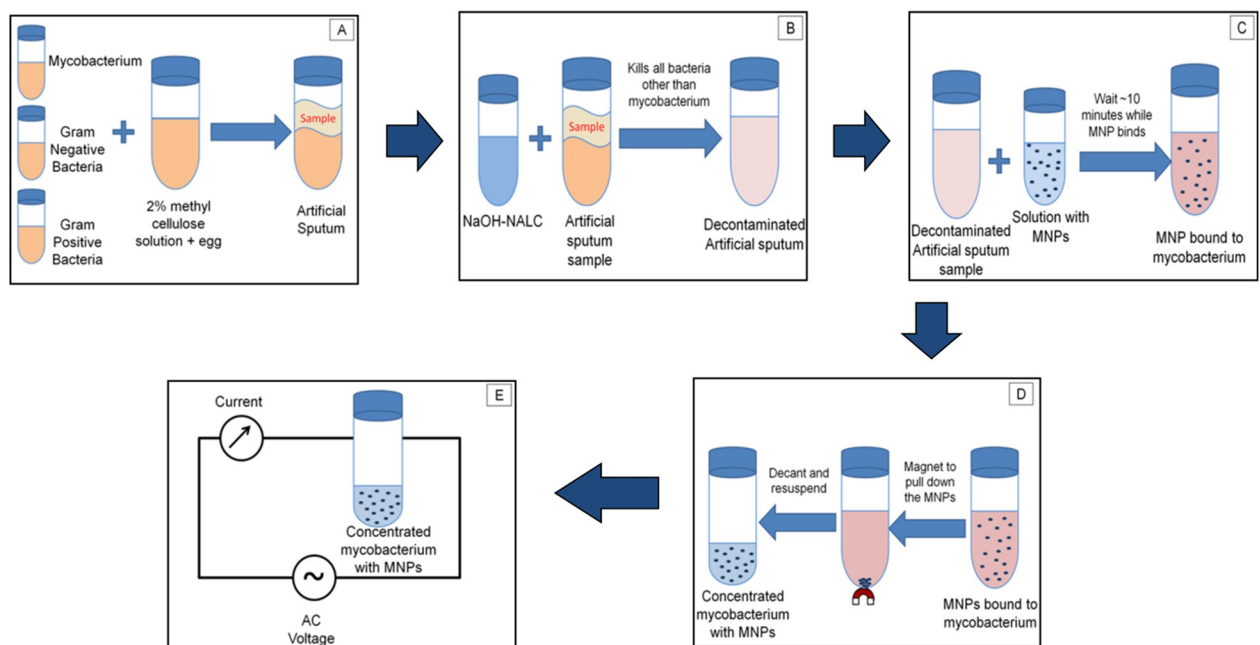 A
Mycobacterium
Gram
Negative
Bacteria
Gram
Positive
Bacteria
2% methyl
cellulose
solution + egg
Sample
Artificial
Sputum
B
Kills all bacteria
other than
mycobacterium
Sample
NaOH-NALC
Artificial
sputum
sample
Decontaminated
Artificial sputum
C
Wait ~10
minutes while
MNP binds
Decontaminated
Artificial sputum
sample
Solution with
MNPs
MNP bound to
mycobacterium
D
Decant and
resuspend
Magnet to
pull down
the MNPs
Concentrated
mycobacterium
with MNPs
MNPs bound to
mycobacterium
E
Current
Concentrated
mycobacterium
with MNPs
~
AC
Voltage